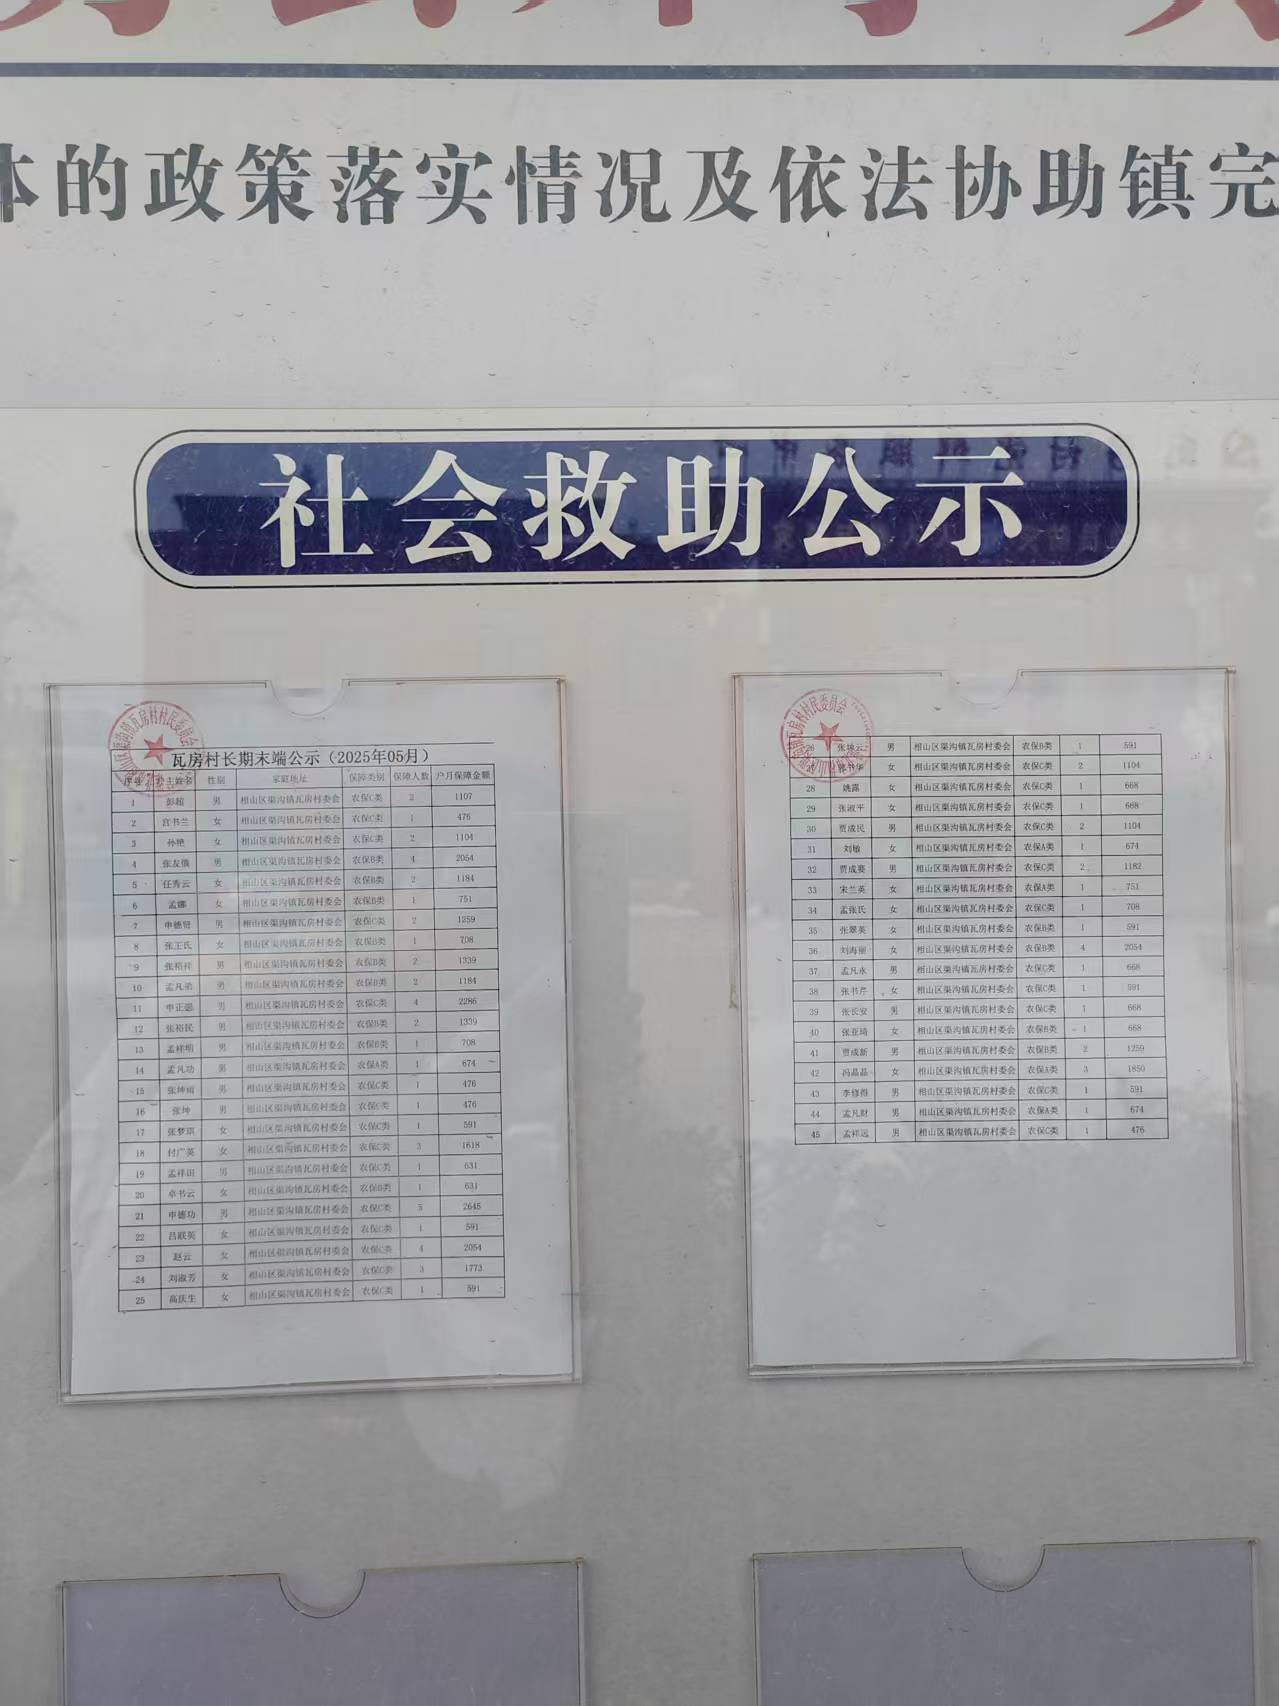 本的政策落实情况及依法协助镇完
社会救助公示
瓦房村长期末端公示（2025年05月）
序号 户主姓名 性别 家庭地址 保障类别 保障人数 户月保障金额
1 彭超 男 相山区渠沟镇瓦房村委会 农保C类 2 1107
2 宫书兰 女 相山区渠沟镇瓦房村委会 农保C类 1 476
3 孙艳 女 相山区渠沟镇瓦房村委会 农保C类 2 1104
4 张友俄 男 相山区渠沟镇瓦房村委会 农保B类 4 2054
5 任秀云 女 相山区渠沟镇瓦房村委会 农保B类 2 1184
6 孟娜 女 相山区渠沟镇瓦房村委会 农保B类 1 751
7 申德贤 男 相山区渠沟镇瓦房村委会 农保C类 2 1259
8 张王氏 女 相山区渠沟镇瓦房村委会 农保B类 1 708
9 张裕祥 男 相山区渠沟镇瓦房村委会 农保B类 2 1339
10 孟凡弟 男 相山区渠沟镇瓦房村委会 农保B类 2 1184
11 申正强 男 相山区渠沟镇瓦房村委会 农保C类 4 2286
12 张裕民 男 相山区渠沟镇瓦房村委会 农保B类 2 1339
13 孟祥明 男 相山区渠沟镇瓦房村委会 农保B类 1 708
14 孟凡功 男 相山区渠沟镇瓦房村委会 农保A类 1 674
15 张坤雨 男 相山区渠沟镇瓦房村委会 农保C类 1 476
16 张坤 男 相山区渠沟镇瓦房村委会 农保C类 1 476
17 张梦琪 女 相山区渠沟镇瓦房村委会 农保C类 1 591
18 付广英 女 相山区渠沟镇瓦房村委会 农保C类 3 1618
19 孟祥田 男 相山区渠沟镇瓦房村委会 农保C类 1 631
20 卓书云 女 相山区渠沟镇瓦房村委会 农保B类 1 631
21 申德功 男 相山区渠沟镇瓦房村委会 农保C类 5 2645
22 吕联英 女 相山区渠沟镇瓦房村委会 农保C类 1 591
23 赵云 女 相山区渠沟镇瓦房村委会 农保C类 4 2054
24 刘淑芳 女 相山区渠沟镇瓦房村委会 农保C类 3 1773
25 高庆生 女 相山区渠沟镇瓦房村委会 农保C类 1 591
26 男 相山区渠沟镇瓦房村委会 农保B类 1 591
女 相山区渠沟镇瓦房村委会 农保C类 2 1104
28 姚露 女 相山区渠沟镇瓦房村委会 农保C类 1 668
29 张淑平 女 相山区渠沟镇瓦房村委会 农保C类 1 668
30 贾成民 男 相山区渠沟镇瓦房村委会 农保C类 2 1104
31 刘敏 女 相山区渠沟镇瓦房村委会 农保A类 1 674
32 贾成 男 相山区渠沟镇瓦房村委会 农保C类 2 1182
33 宋兰英 女 相山区渠沟镇瓦房村委会 农保A类 1 751
34 孟张氏 女 相山区渠沟镇瓦房村委会 农保C类 1 708
35 张翠英 女 相山区渠沟镇瓦房村委会 农保B类 1 591
36 刘海丽 女 相山区渠沟镇瓦房村委会 农保B类 4 2054
37 孟凡永 男 相山区渠沟镇瓦房村委会 农保C类 1 668
38 张书芹 女 相山区渠沟镇瓦房村委会 农保C类 1 591
39 张长安 男 相山区渠沟镇瓦房村委会 农保C类 1 668
40 张亚琦 女 相山区渠沟镇瓦房村委会 农保B类 1 668
41 贾成新 男 相山区渠沟镇瓦房村委会 农保B类 2 1259
42 冯晶晶 女 相山区渠沟镇瓦房村委会 农保A类 3 1850
43 李修得 男 相山区渠沟镇瓦房村委会 农保C类 1 591
44 孟凡财 男 相山区渠沟镇瓦房村委会 农保A类 1 674
45 孟祥远 男 相山区渠沟镇瓦房村委会 农保C类 1 476